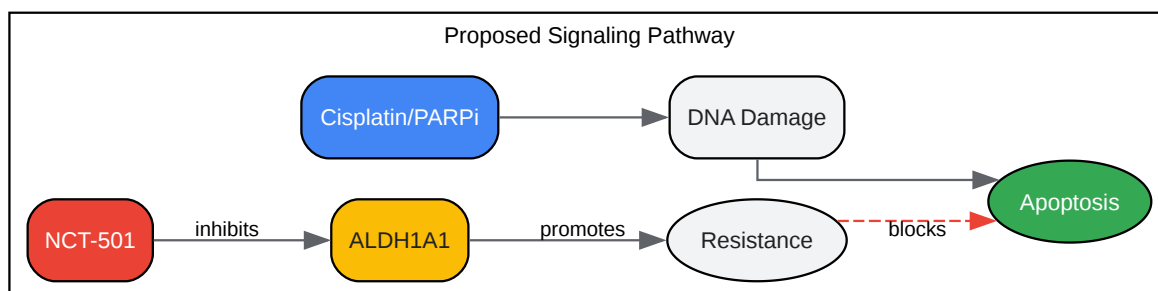 Proposed Signaling Pathway
Cisplatin/PARPi
DNA Damage
Apoptosis
NCT-501
inhibits
ALDH1A1
promotes
Resistance
blocks